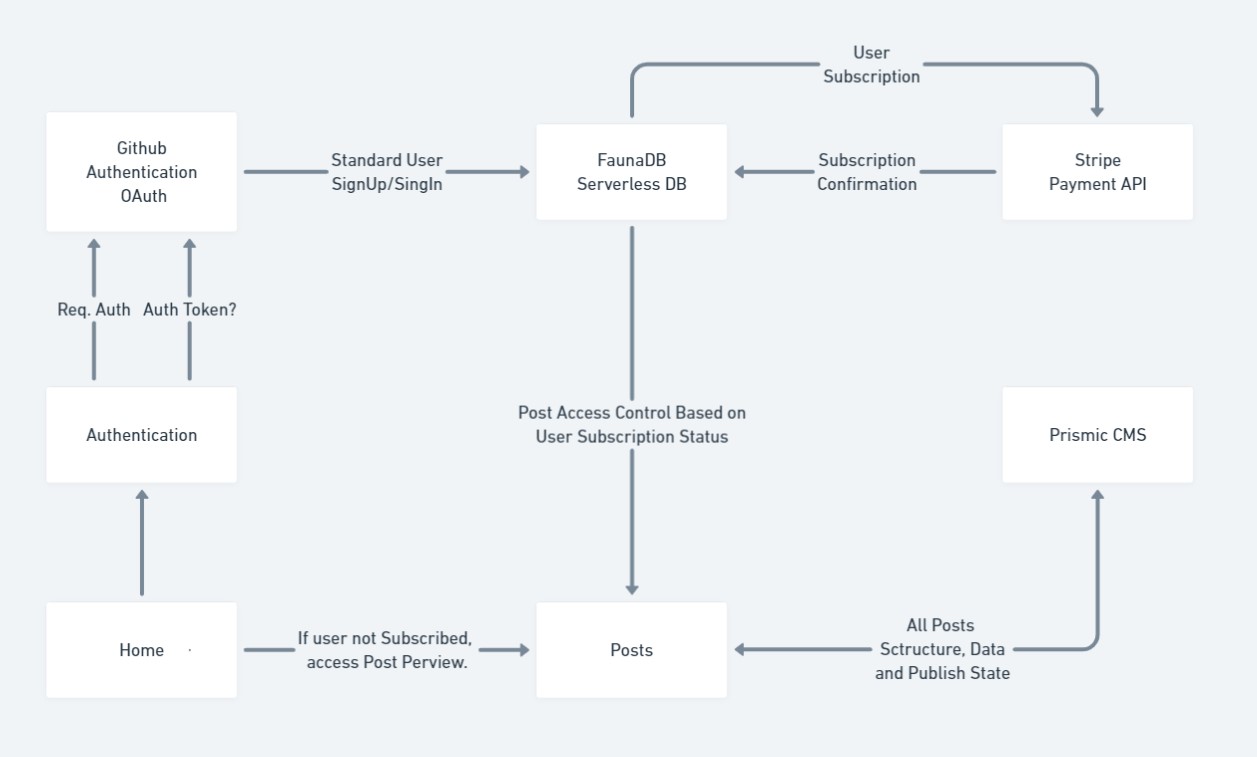 User
Subscription
Github
Authentication
OAuth
Standard User
SignUp/SingIn
FaunaDB
Serverless DB
Subscription
Confirmation
Stripe
Payment API
Req. Auth
Auth Token?
Authentication
Post Access Control Based on
User Subscription Status
Prismic CMS
Home
If user not Subscribed,
access Post Perview.
Posts
All Posts
Sctructure, Data
and Publish State